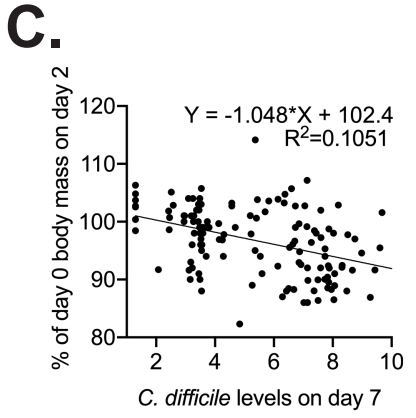 C.
Y = -1.048*X + 102.4
R²=0.1051
% of day 0 body mass on day 2
120
110
100
90
80
2 4 6 8 10
C. difficile levels on day 7